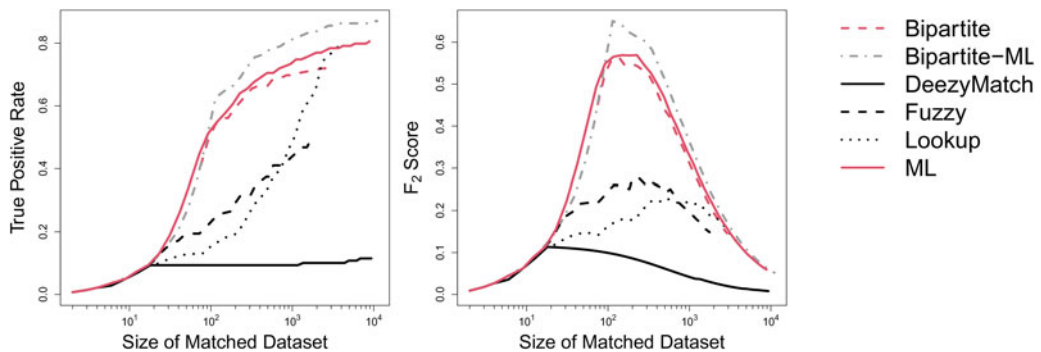 True Positive Rate
0.8
0.6
0.4
0.2
0.0
10¹ 10² 10³ 10⁴
Size of Matched Dataset
F₂ Score
0.6
0.5
0.4
0.3
0.2
0.1
0.0
10¹ 10² 10³ 10⁴
Size of Matched Dataset
Bipartite
Bipartite-ML
DeezyMatch
Fuzzy
Lookup
ML